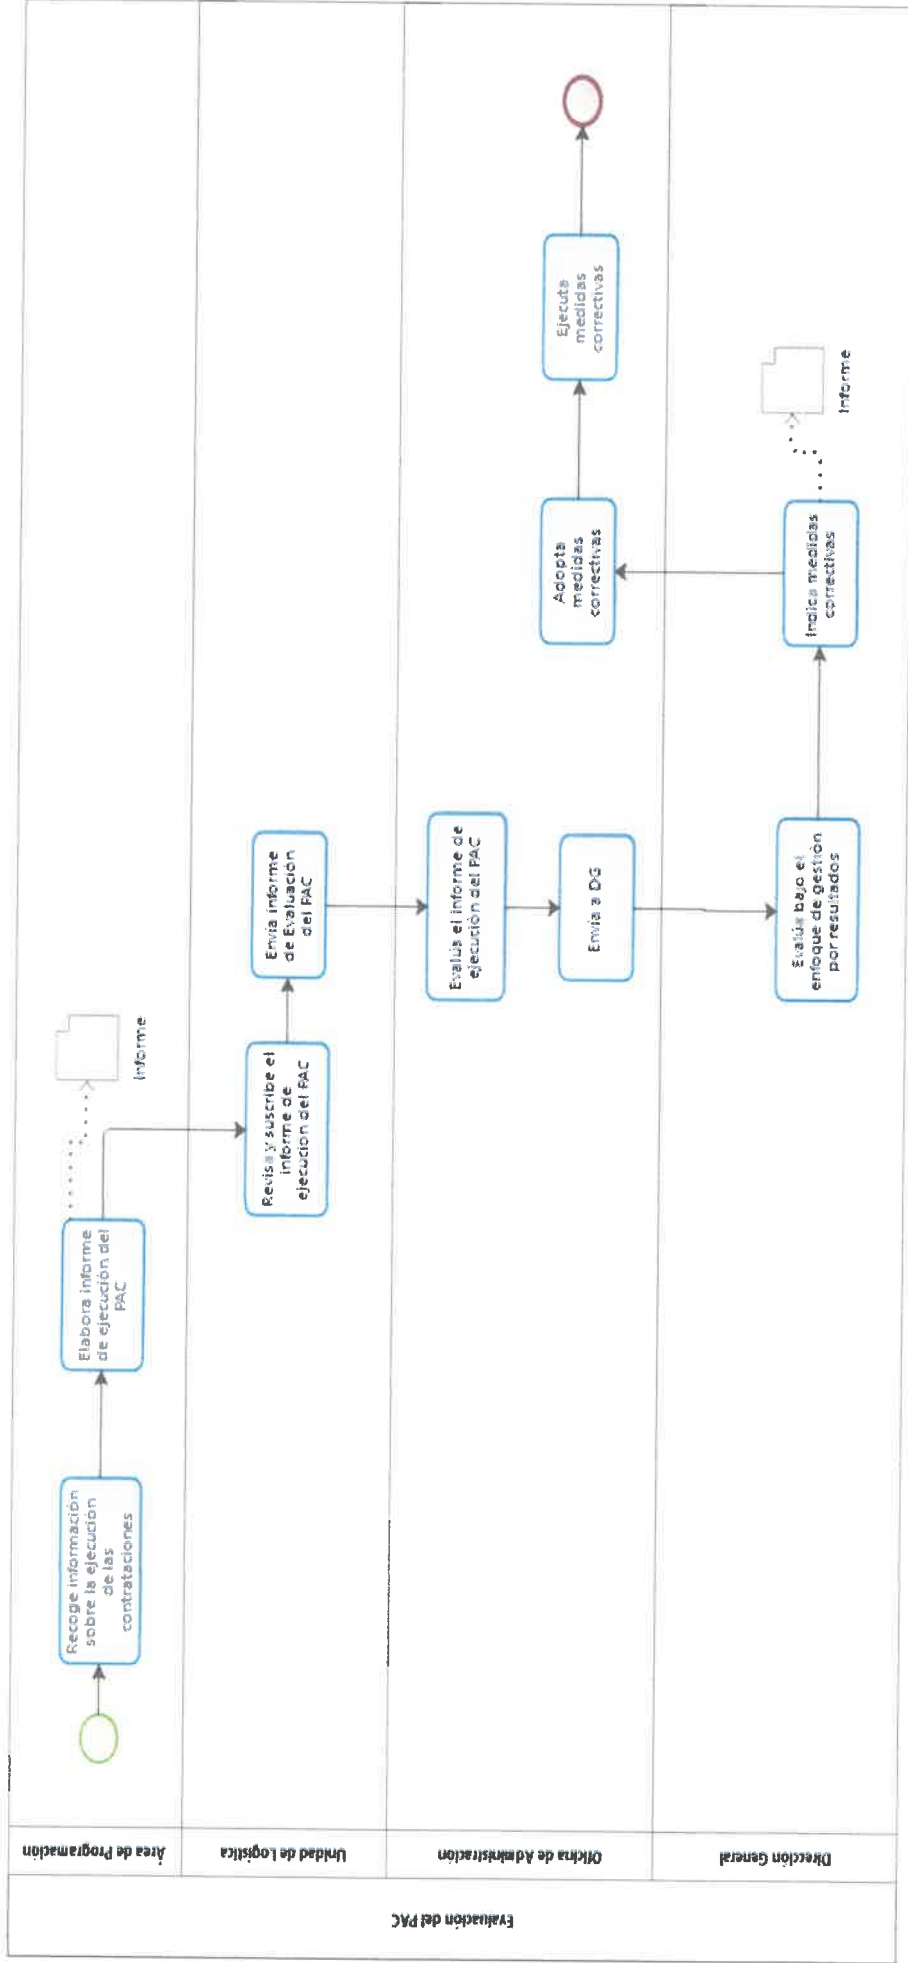 Evaluación del PAC
Área de Programación
Recoge información
sobre la ejecución
de las
contrataciones
Elabora informe
de ejecución del
PAC
Informe
Unidad de Logística
Revisa y suscribe el
informe de
ejecución del PAC
Envía informe
de Evaluación
del PAC
Oficina de Administración
Evalúa el informe de
ejecución del PAC
Envía a DG
Adopta
medidas
correctivas
Ejecuta
medidas
correctivas
Dirección General
Evalúa bajo el
enfoque de gestión
por resultados
Indica medidas
correctivas
Informe